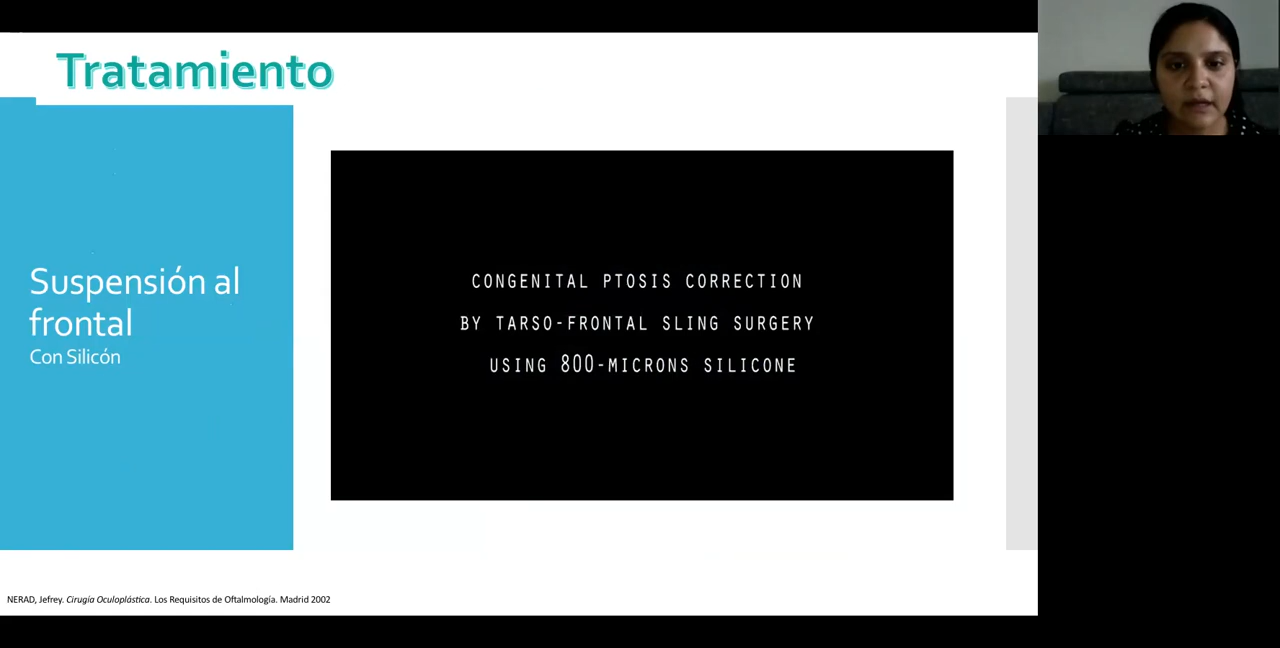 Tratamiento
Suspensión al
frontal
Con Silicón
CONGENITAL PTOSIS CORRECTION
BY TARSO-FRONTAL SLING SURGERY
USING 800-MICRONS SILICONE
NERAD, Jefrey. Cirugía Oculoplástica. Los Requisitos de Oftalmología. Madrid 2002